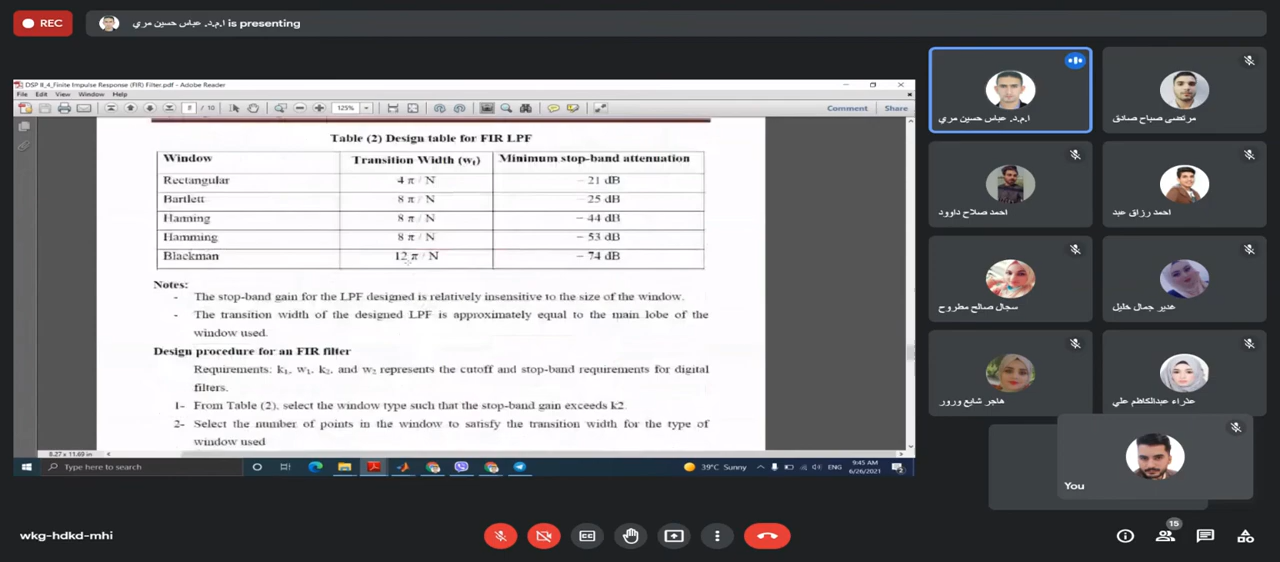 REC
ا.م.د. عباس حسين مري is presenting
DSP II_4_Finite Impulse Response (FIR) Filter.pdf - Adobe Reader
File Edit View Window Help
8 / 10
125%
Comment Share
Table (2) Design table for FIR LPF
Window Transition Width (wt) Minimum stop-band attenuation
Rectangular 4 π / N – 21 dB
Bartlett 8 π / N – 25 dB
Hanning 8 π / N – 44 dB
Hamming 8 π / N – 53 dB
Blackman 12 π / N – 74 dB
Notes:
- The stop-band gain for the LPF designed is relatively insensitive to the size of the window.
- The transition width of the designed LPF is approximately equal to the main lobe of the
window used.
Design procedure for an FIR filter
Requirements: k1, w1, k2, and w2 represents the cutoff and stop-band requirements for digital
filters.
1- From Table (2), select the window type such that the stop-band gain exceeds k2.
2- Select the number of points in the window to satisfy the transition width for the type of
window used
8.27 x 11.69 in
Type here to search
39°C Sunny
ENG
9:45 AM
6/26/2021
2
ا.م.د. عباس حسين مري
مرتضى صباح صادق
احمد صلاح داوود
احمد رزاق عبد
سجال صالح مطروح
غدير جمال خليل
هاجر شايع ورور
عذراء عبدالكاظم علي
You
wkg-hdkd-mhi
15